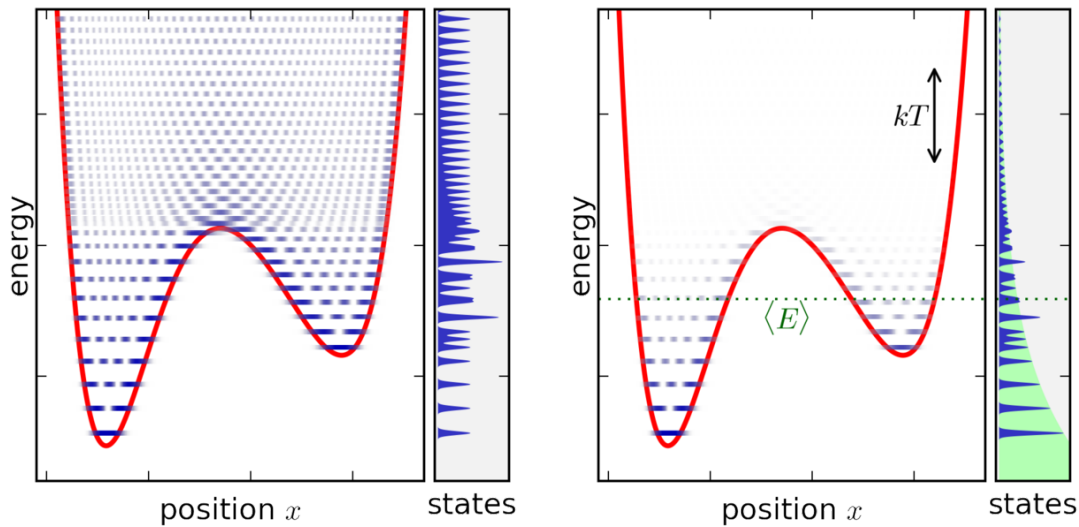 energy
position x
states
energy
kT
⟨E⟩
position x
states